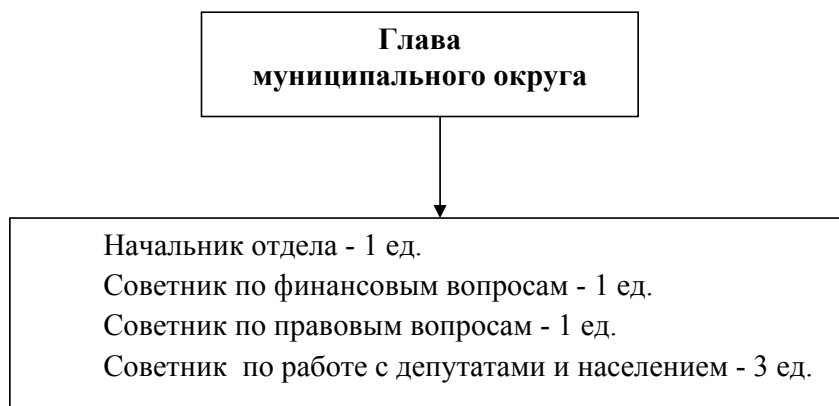 Глава
муниципального округа
Начальник отдела - 1 ед.
Советник по финансовым вопросам - 1 ед.
Советник по правовым вопросам - 1 ед.
Советник  по работе с депутатами и населением - 3 ед.